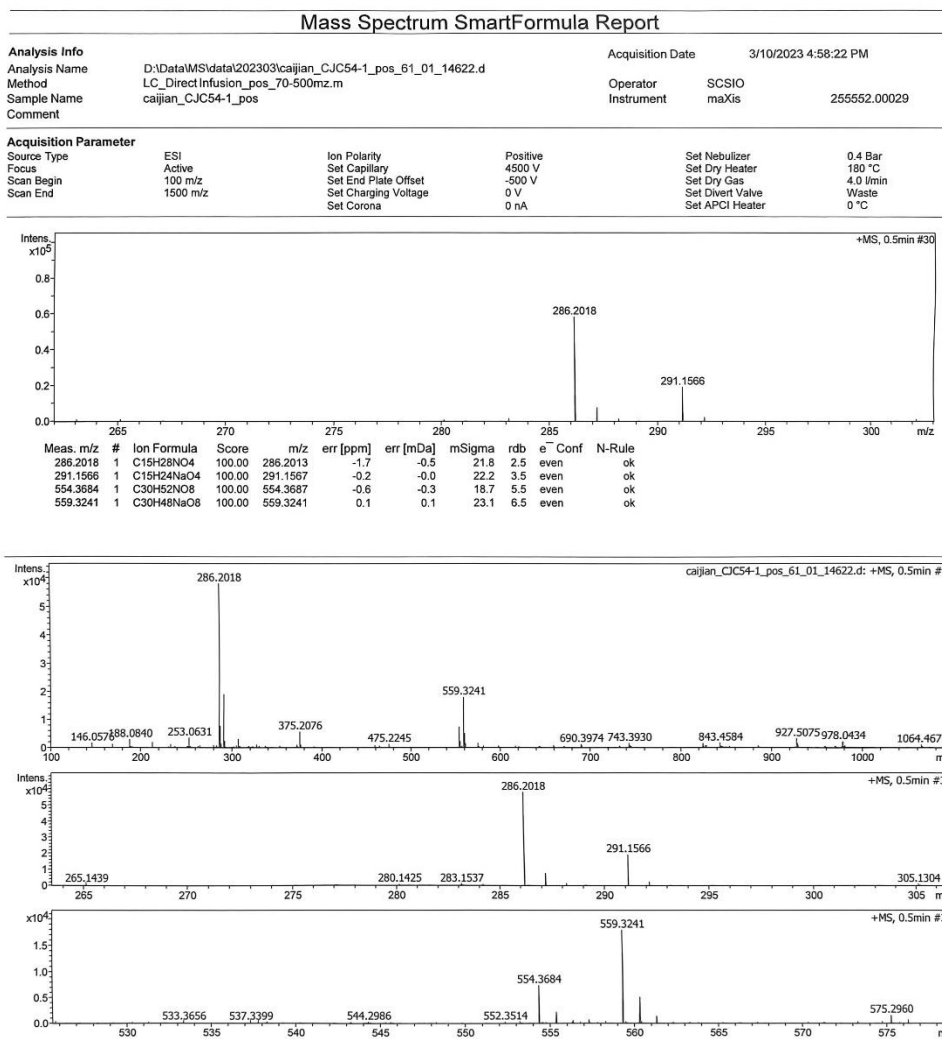 Mass Spectrum SmartFormula Report
Analysis Info
Acquisition Date 3/10/2023 4:58:22 PM
Analysis Name D:\Data\MS\data\202303\caijian_CJC54-1_pos_61_01_14622.d
Method LC_Direct Infusion_pos_70-500mz.m
Operator SCSIO
Sample Name caijian_CJC54-1_pos
Instrument maXis 255552.00029
Comment
Acquisition Parameter
Source Type ESI Ion Polarity Positive Set Nebulizer 0.4 Bar
Focus Active Set Capillary 4500 V Set Dry Heater 180 °C
Scan Begin 100 m/z Set End Plate Offset -500 V Set Dry Gas 4.0 l/min
Scan End 1500 m/z Set Charging Voltage 0 V Set Divert Valve Waste
Set Corona 0 nA Set APCI Heater 0 °C
Intens.
x10⁵
+MS, 0.5min #30
0.8
0.6
286.2018
0.4
291.1566
0.2
0.0
265 270 275 280 285 290 295 300 m/z
Meas. m/z # Ion Formula Score m/z err [ppm] err [mDa] mSigma rdb e⁻ Conf N-Rule
286.2018 1 C15H28NO4 100.00 286.2013 -1.7 -0.5 21.8 2.5 even ok
291.1566 1 C15H24NaO4 100.00 291.1567 -0.2 -0.0 22.2 3.5 even ok
554.3684 1 C30H52NO8 100.00 554.3687 -0.6 -0.3 18.7 5.5 even ok
559.3241 1 C30H48NaO8 100.00 559.3241 0.1 0.1 23.1 6.5 even ok
Intens.
x10⁴
caijian_CJC54-1_pos_61_01_14622.d: +MS, 0.5min #
286.2018
5
4
3
559.3241
2
1
146.0576 188.0840 253.0631 375.2076 475.2245 690.3974 743.3930 843.4584 927.5075 978.0434 1064.467
0
100 200 300 400 500 600 700 800 900 1000 m
Intens.
x10⁴
+MS, 0.5min #
286.2018
5
4
3
291.1566
2
1
265.1439 280.1425 283.1537 305.1304
0
265 270 275 280 285 290 295 300 305 m
x10⁴
+MS, 0.5min #
559.3241
1.5
1.0
554.3684
0.5
533.3656 537.3399 544.2986 552.3514 575.2960
0.0
530 535 540 545 550 555 560 565 570 575 m